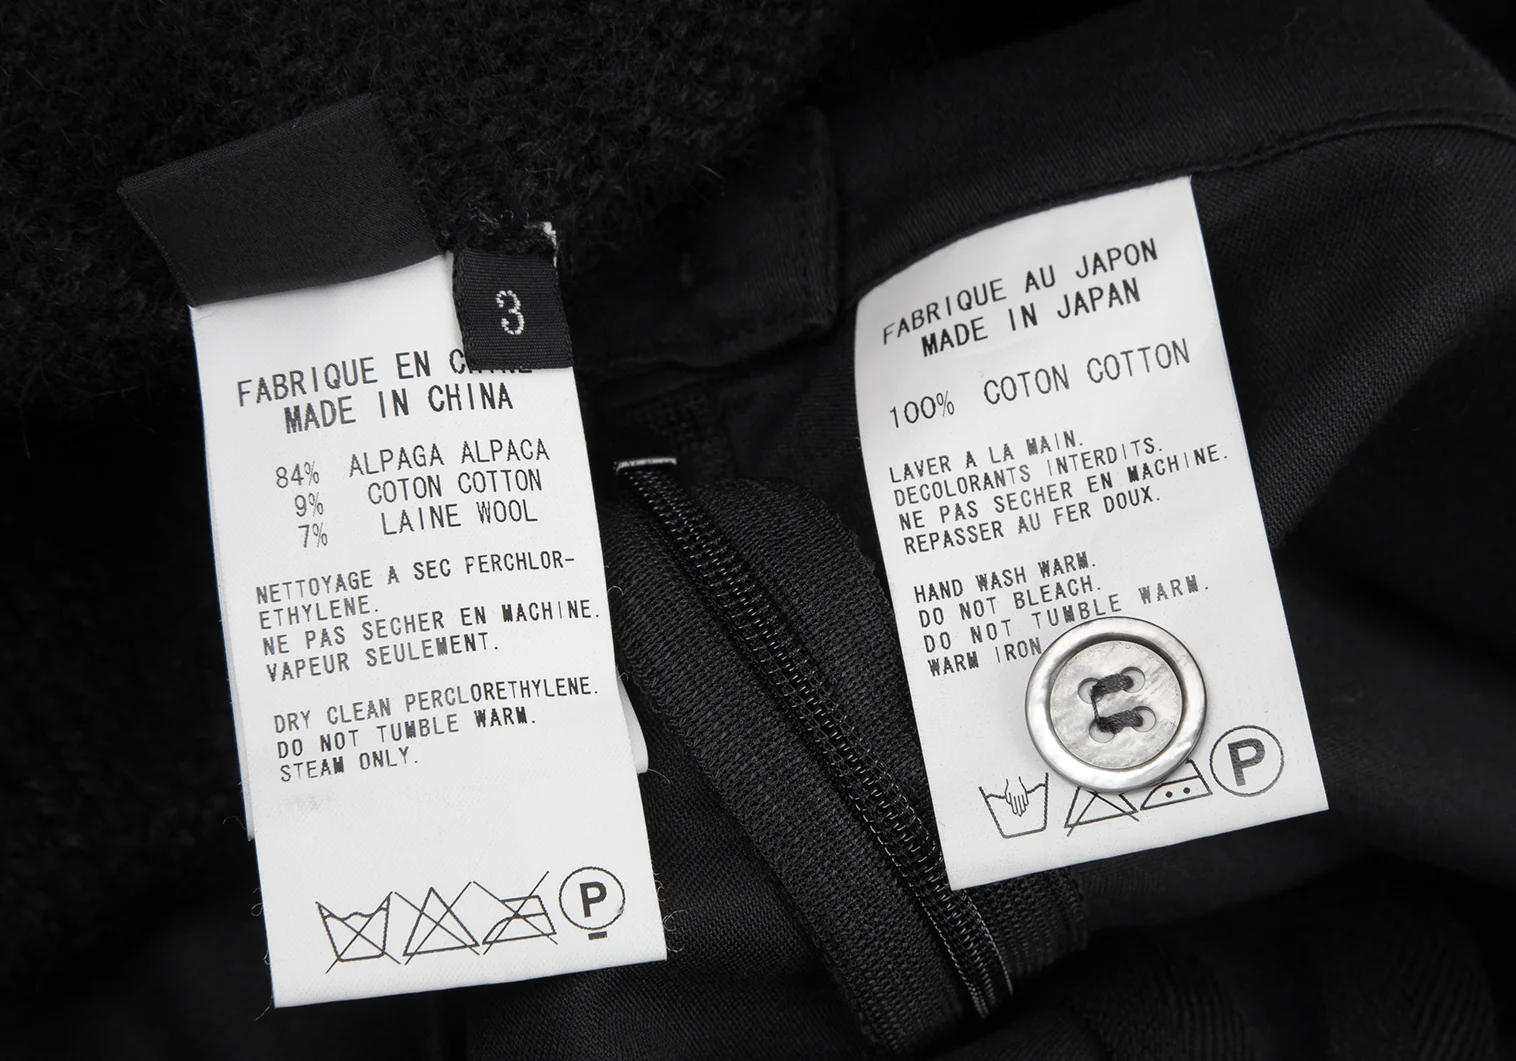 3
FABRIQUE EN
MADE IN CHINA
84% ALPAGA ALPACA
9% COTON COTTON
7% LAINE WOOL
NETTOYAGE A SEC FERCHLOR-
ETHYLENE.
NE PAS SECHER EN MACHINE.
VAPEUR SEULEMENT.
DRY CLEAN PERCLORETHYLENE.
DO NOT TUMBLE WARM.
STEAM ONLY.
P
FABRIQUE AU JAPON
MADE IN JAPAN
100% COTON COTTON
LAVER A LA MAIN.
DECOLORANTS INTERDITS.
NE PAS SECHER EN MACHINE.
REPASSER AU FER DOUX.
HAND WASH WARM.
DO NOT BLEACH.
DO NOT TUMBLE WARM.
WARM IRON
P